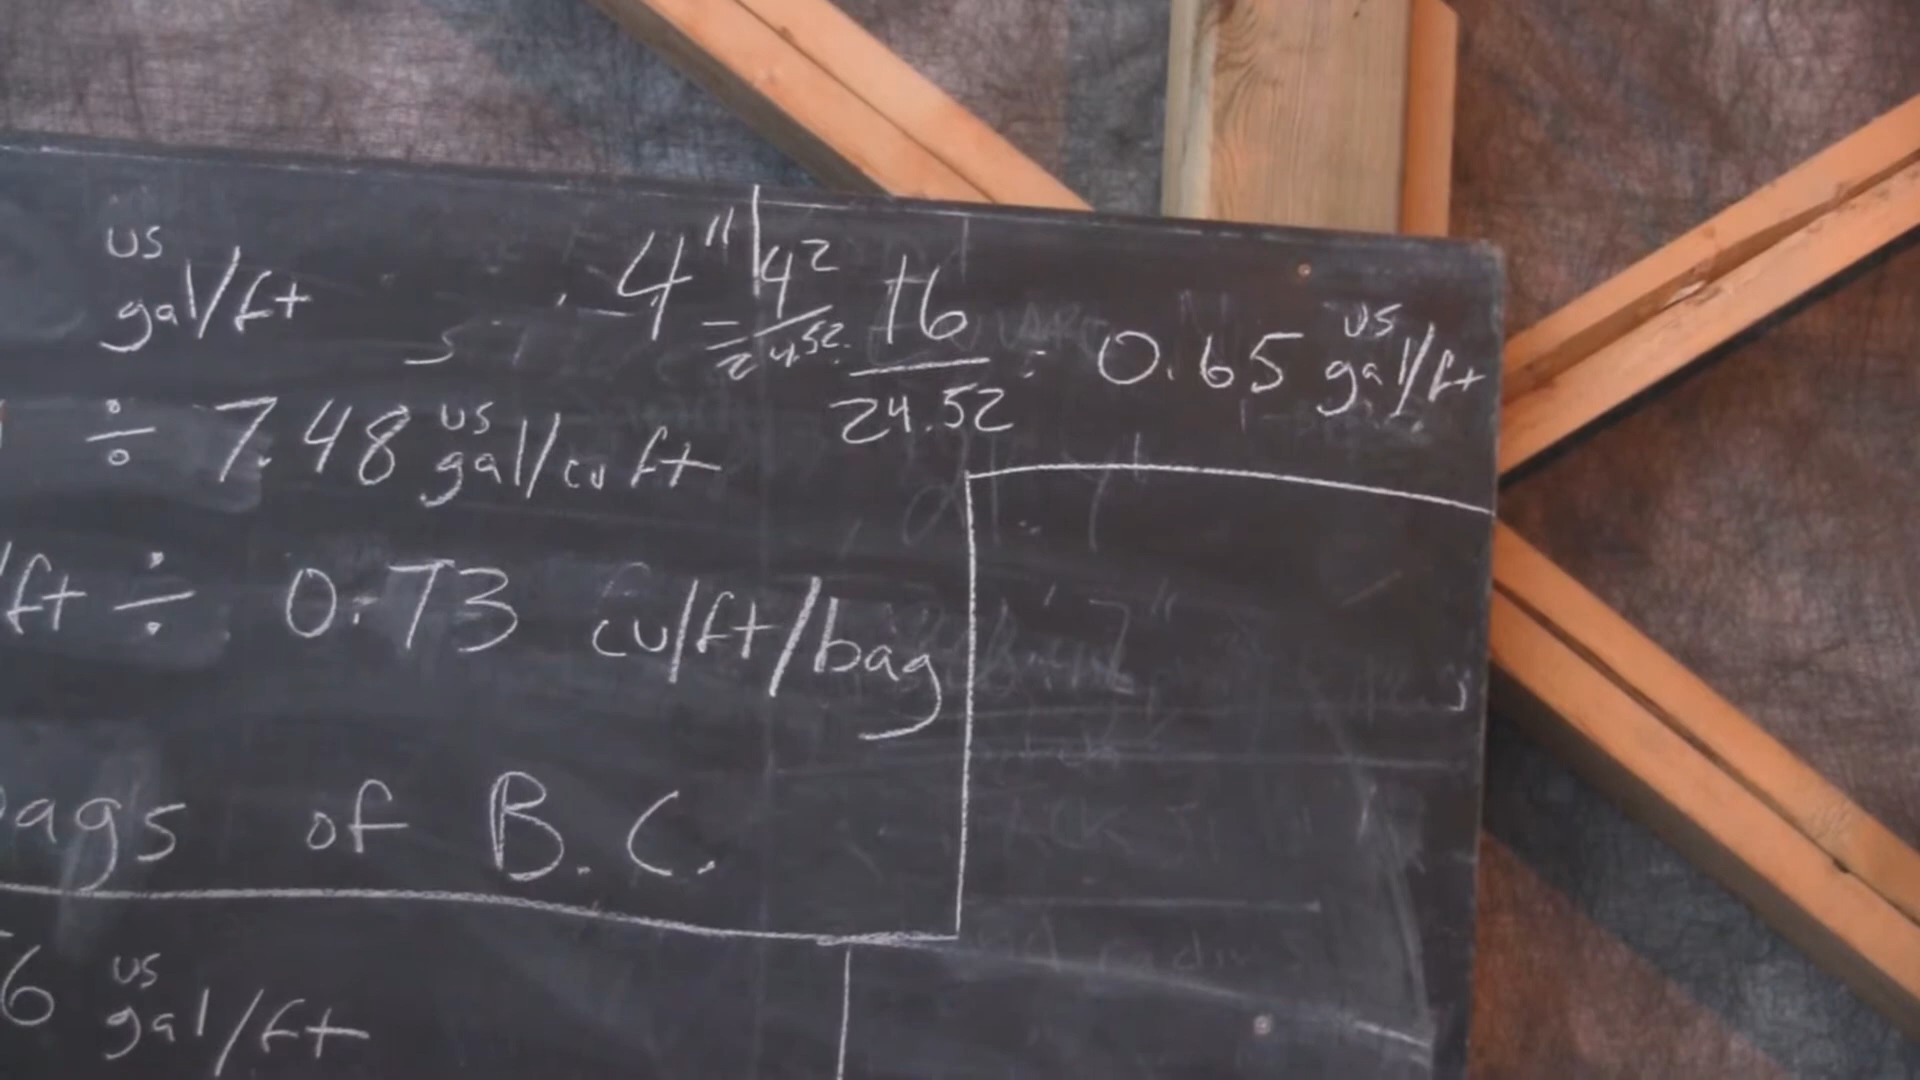 us
gal/ft
4" = 4²/24.52 16/24.52 = 0.65 us gal/ft
÷ 7.48 us gal/cu ft
/ft ÷ 0.73 cu/ft/bag
bags of B.C.
6 us
gal/ft